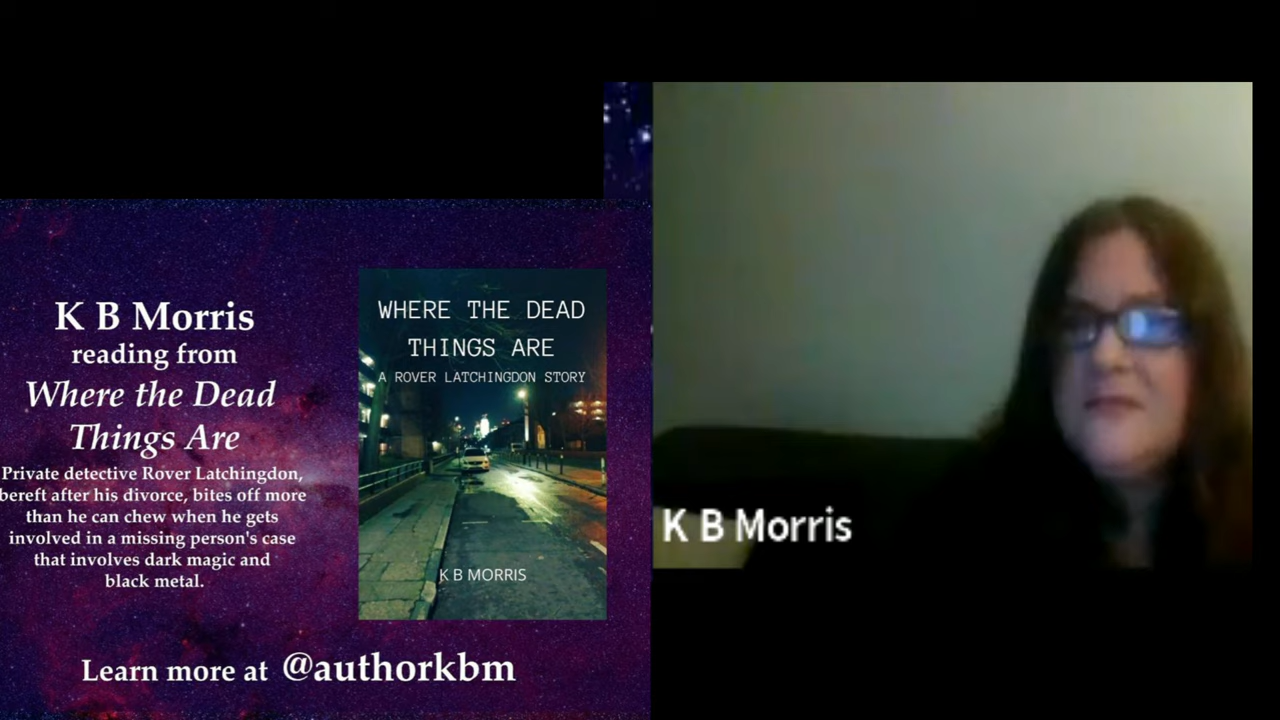 K B Morris
reading from
Where the Dead
Things Are
Private detective Rover Latchingdon,
bereft after his divorce, bites off more
than he can chew when he gets
involved in a missing person's case
that involves dark magic and
black metal.
WHERE THE DEAD
THINGS ARE
A ROVER LATCHINGDON STORY
K B MORRIS
Learn more at @authorkbm
K B Morris